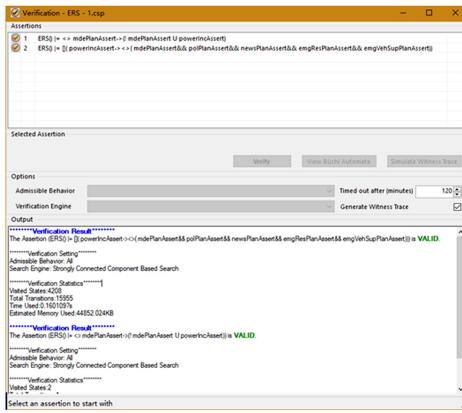 Verification - ERS - 1.csp
Assertions
1 ERS() |= <> mdePlanAssert->(! mdePlanAssert U powerIncAssert)
2 ERS() |= []( powerIncAssert-><>( mdePlanAssert&& polPlanAssert&& newsPlanAssert&& emgResPlanAssert&& emgVehSupPlanAssert))
Selected Assertion
Verify View Büchi Automata Simulate Witness Trace
Options
Admissible Behavior Timed out after (minutes) 120
Verification Engine Generate Witness Trace
Output
********Verification Result********
The Assertion (ERS() |= []( powerIncAssert-><>( mdePlanAssert&& polPlanAssert&& newsPlanAssert&& emgResPlanAssert&& emgVehSupPlanAssert))) is VALID.
********Verification Setting********
Admissible Behavior: All
Search Engine: Strongly Connected Component Based Search
********Verification Statistics********
Visited States:4208
Total Transitions:15955
Time Used:0.1601097s
Estimated Memory Used:44852.024KB
********Verification Result********
The Assertion (ERS() |= <> mdePlanAssert->(! mdePlanAssert U powerIncAssert)) is VALID.
********Verification Setting********
Admissible Behavior: All
Search Engine: Strongly Connected Component Based Search
********Verification Statistics********
Visited States:2
Select an assertion to start with